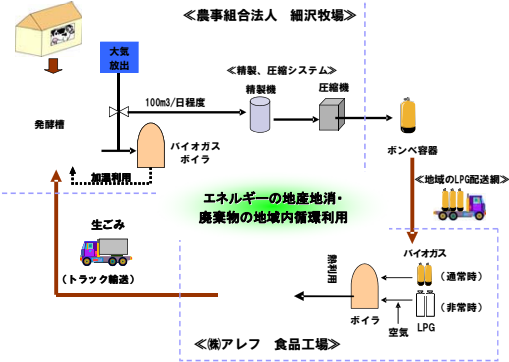 ≪農事組合法人　細沢牧場≫
大気
放出
≪精製、圧縮システム≫
精製機
圧縮機
100m3/日程度
発酵槽
バイオガス
ボイラ
ボンベ容器
加温利用
≪地域のLPG配送網≫
エネルギーの地産地消・
廃棄物の地域内循環利用
生ごみ
（トラック輸送）
バイオガス
熱利用
（通常時）
（非常時）
ボイラ
LPG
空気
≪㈱アレフ　食品工場≫